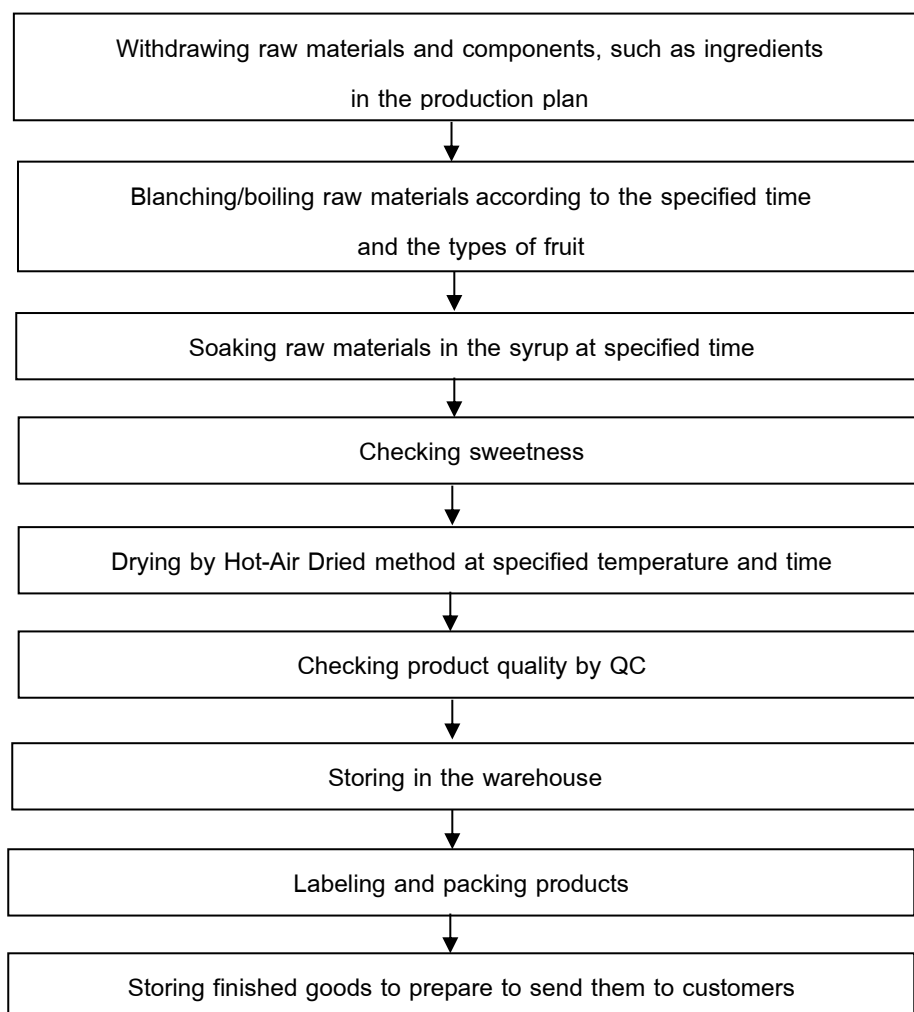 Withdrawing raw materials and components, such as ingredients
in the production plan
Blanching/boiling raw materials according to the specified time
and the types of fruit
Soaking raw materials in the syrup at specified time
Checking sweetness
Drying by Hot-Air Dried method at specified temperature and time
Checking product quality by QC
Storing in the warehouse
Labeling and packing products
Storing finished goods to prepare to send them to customers